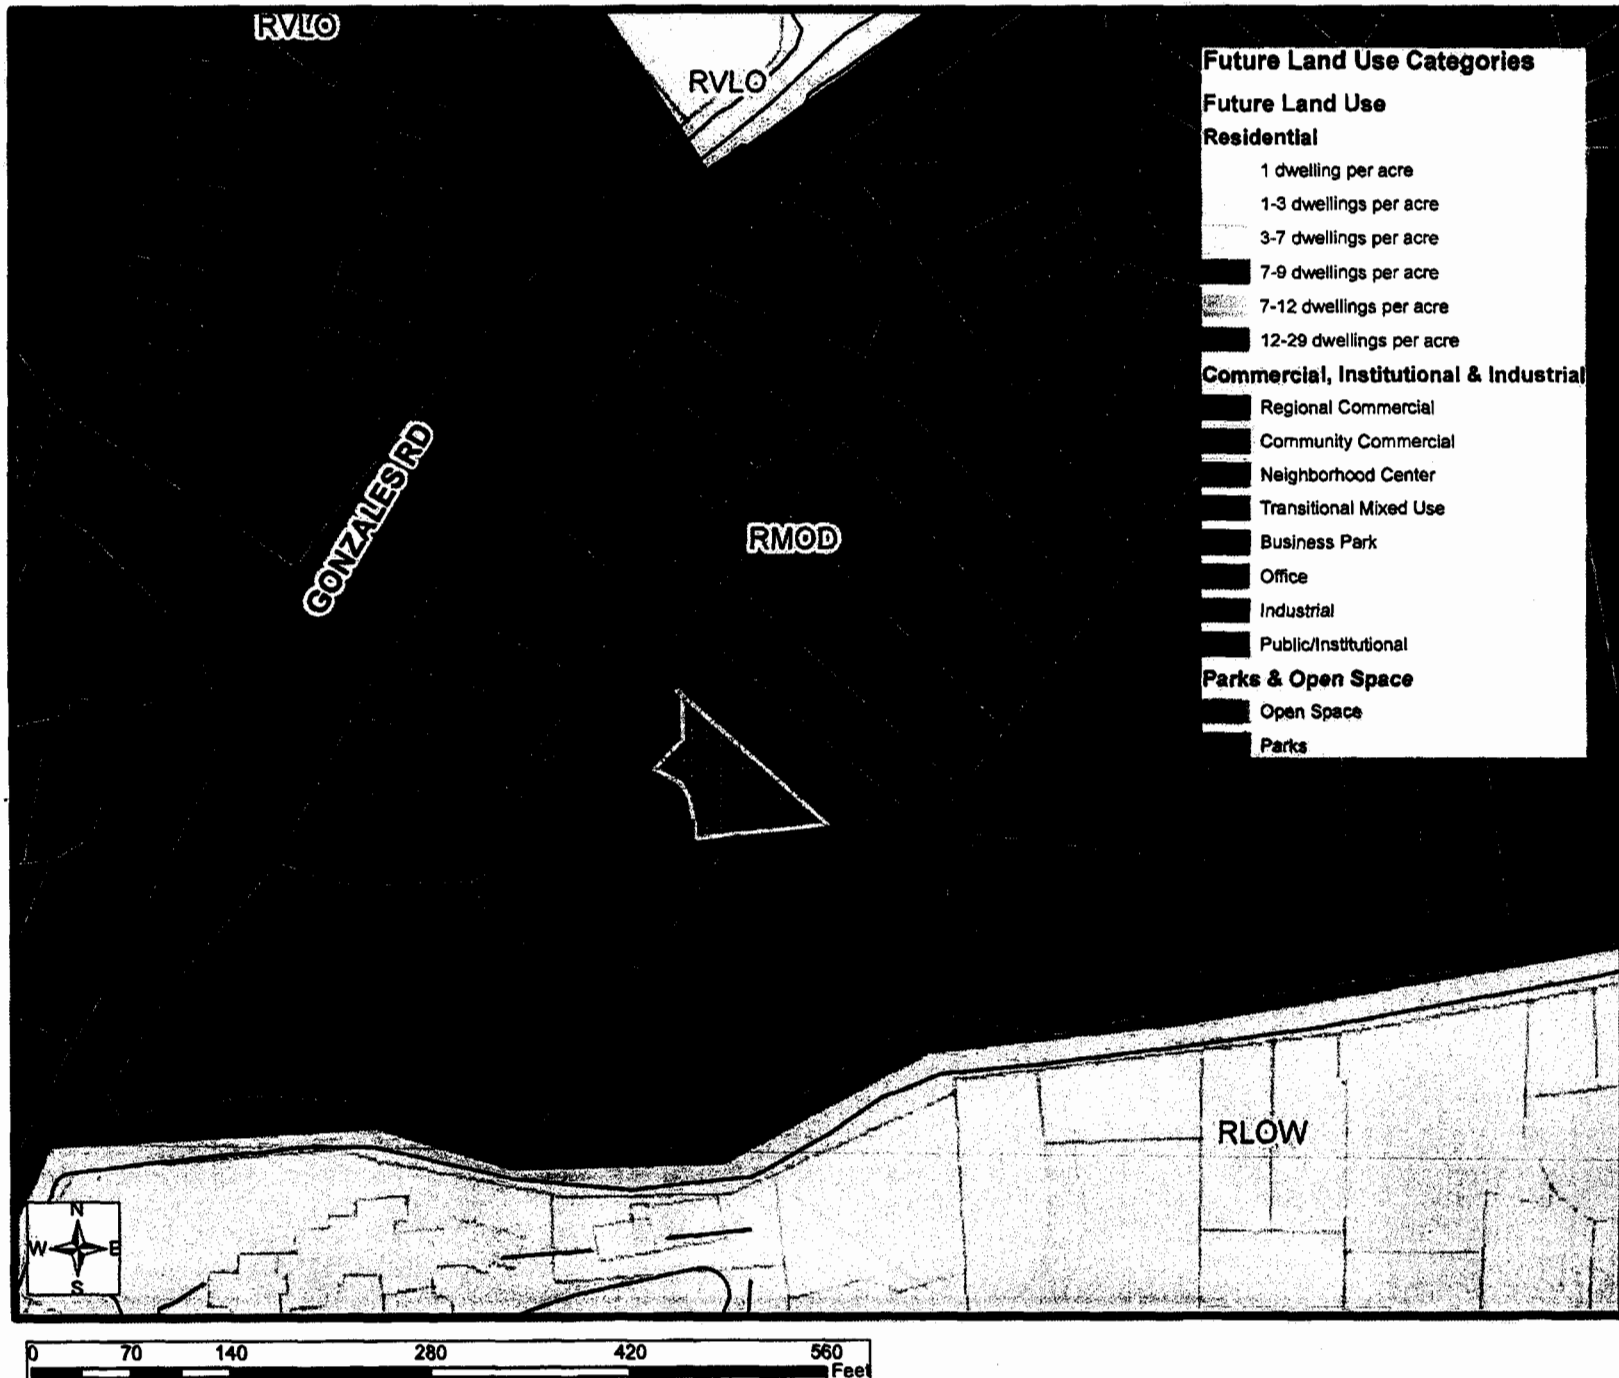 RVLO
RVLO
Future Land Use Categories
Future Land Use
Residential
1 dwelling per acre
1-3 dwellings per acre
3-7 dwellings per acre
7-9 dwellings per acre
7-12 dwellings per acre
12-29 dwellings per acre
Commercial, Institutional & Industrial
Regional Commercial
Community Commercial
Neighborhood Center
Transitional Mixed Use
Business Park
Office
Industrial
Public/Institutional
Parks & Open Space
Open Space
Parks
GONZALES RD
RMOD
RLOW
N
W E
S
0 70 140 280 420 560
Feet